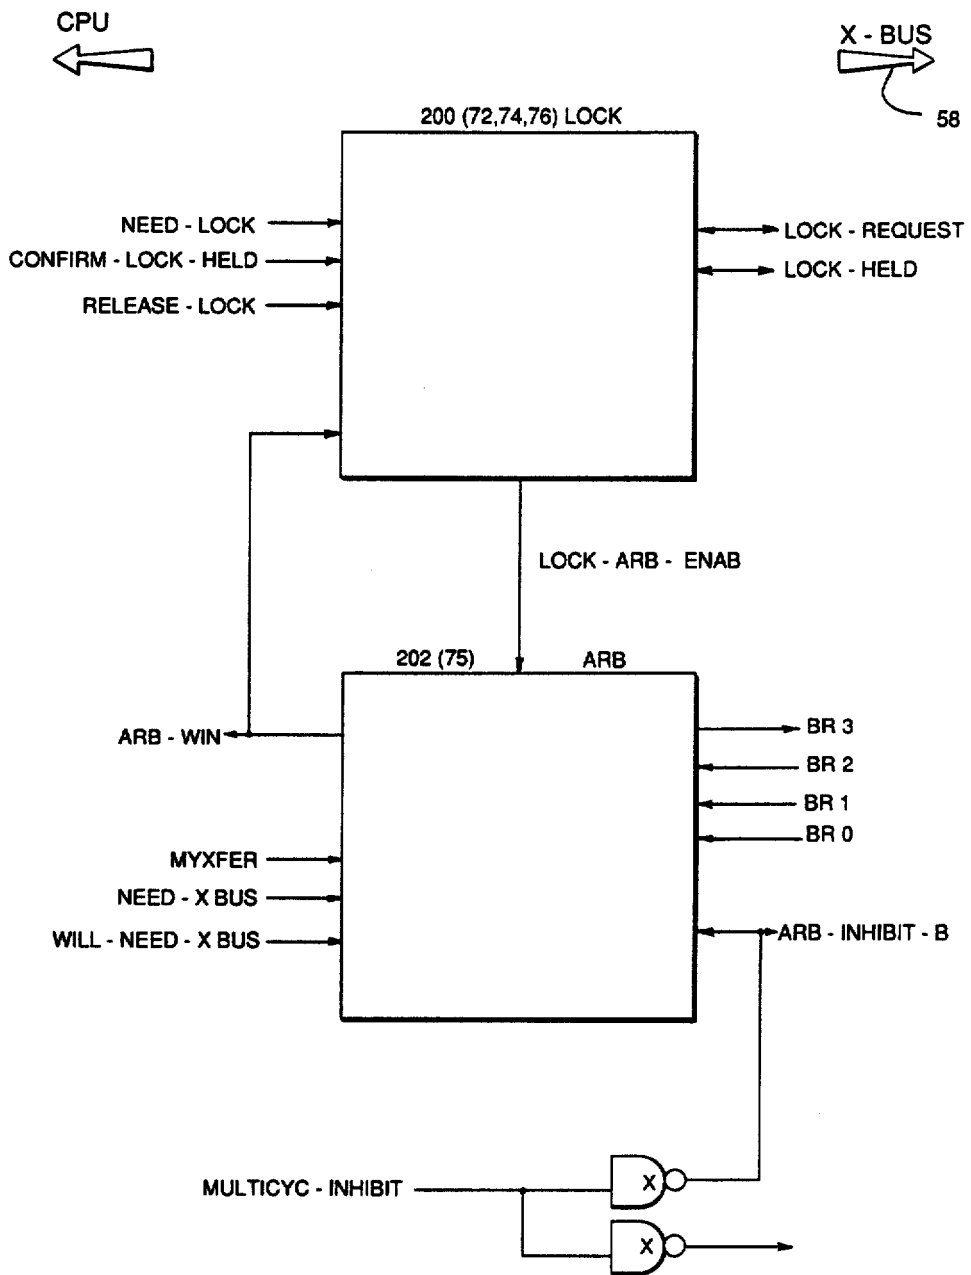 CPU
X - BUS
58
200 (72,74,76) LOCK
NEED - LOCK
CONFIRM - LOCK - HELD
RELEASE - LOCK
LOCK - REQUEST
LOCK - HELD
LOCK - ARB - ENAB
202 (75) ARB
ARB - WIN
BR 3
BR 2
BR 1
BR 0
MYXFER
NEED - X BUS
WILL - NEED - X BUS
ARB - INHIBIT - B
MULTICYC - INHIBIT
X
X